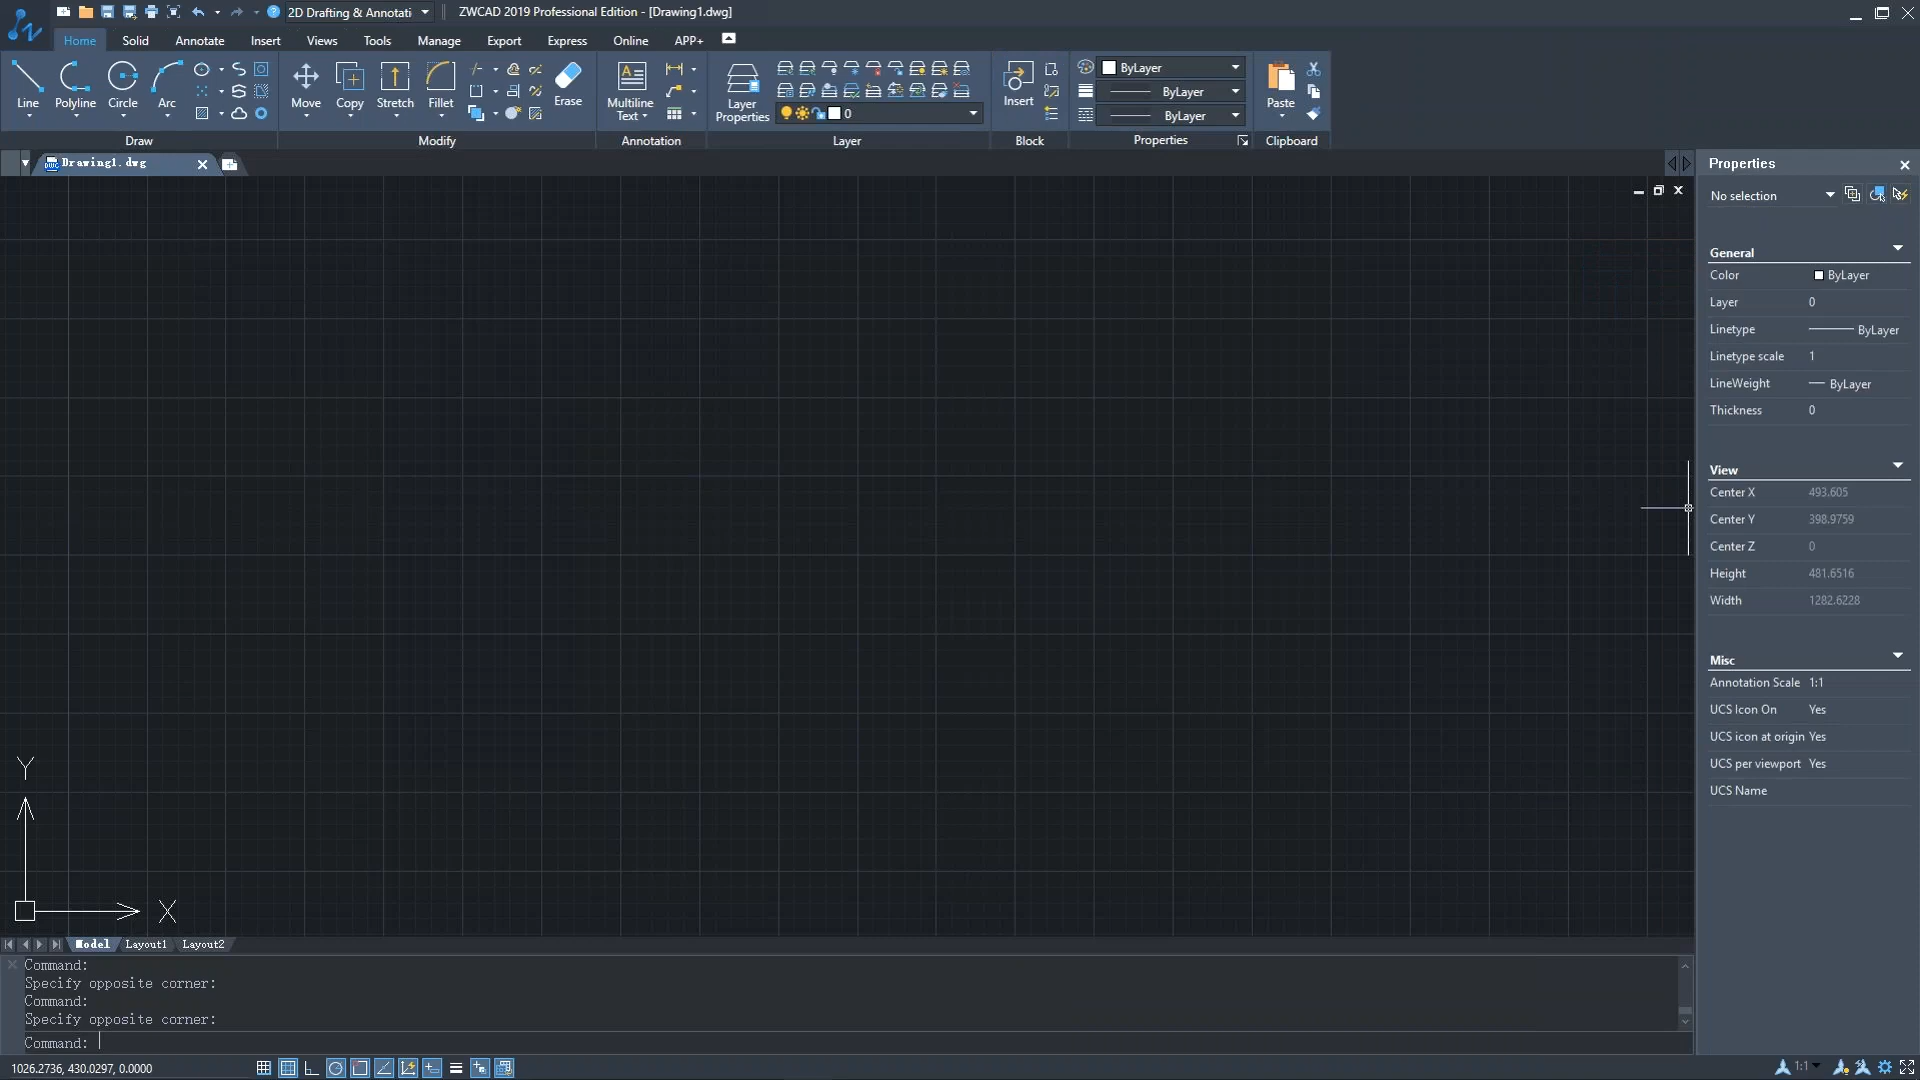 2D Drafting & Annotati
ZWCAD 2019 Professional Edition - [Drawing1.dwg]
Home Solid Annotate Insert Views Tools Manage Export Express Online APP+
Line Polyline Circle Arc
Move Copy Stretch Fillet Erase
Multiline Text
Layer Properties
0
Insert
ByLayer
ByLayer
ByLayer
Paste
Draw Modify Annotation Layer Block Properties Clipboard
Drawing1.dwg
Properties
No selection
General
Color ByLayer
Layer 0
Linetype ByLayer
Linetype scale 1
LineWeight ByLayer
Thickness 0
View
Center X 493.605
Center Y 398.9759
Center Z 0
Height 481.6516
Width 1282.6228
Misc
Annotation Scale 1:1
UCS Icon On Yes
UCS icon at origin Yes
UCS per viewport Yes
UCS Name
Y
X
Model Layout1 Layout2
Command:
Specify opposite corner:
Command:
Specify opposite corner:
Command:
1026.2736, 430.0297, 0.0000
1:1